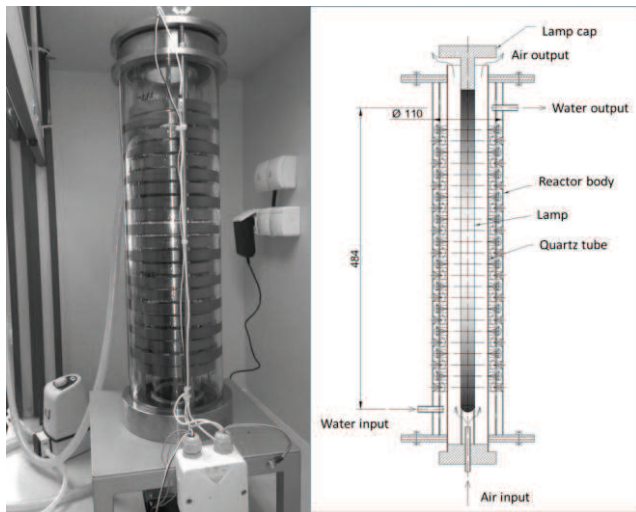 Lamp cap
Air output
Water output
Ø 110
Reactor body
Lamp
Quartz tube
484
Water input
Air input